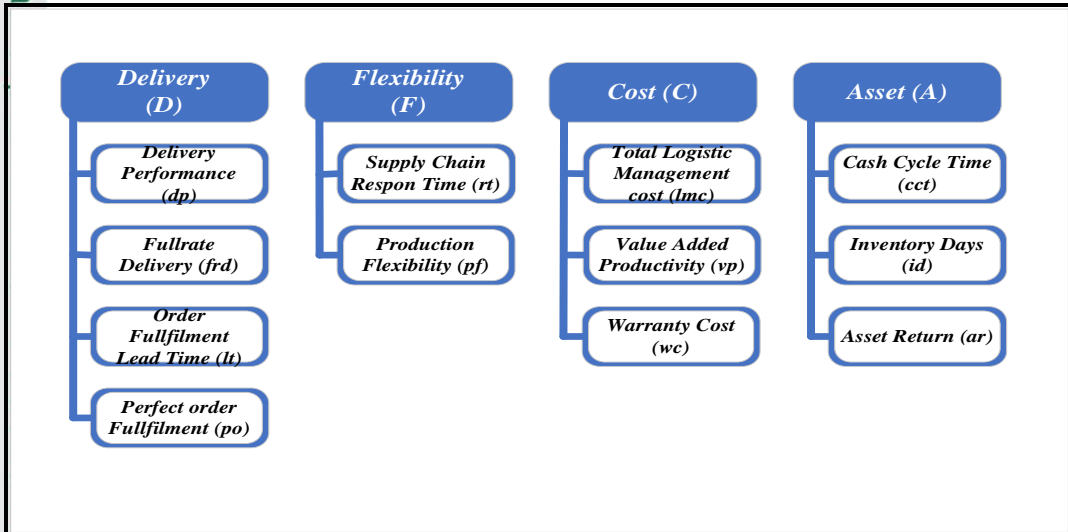 Delivery
(D)
Delivery
Performance
(dp)
Fullrate
Delivery (frd)
Order
Fullfilment
Lead Time (lt)
Perfect order
Fullfilment (po)
Flexibility
(F)
Supply Chain
Respon Time (rt)
Production
Flexibility (pf)
Cost (C)
Total Logistic
Management
cost (lmc)
Value Added
Productivity (vp)
Warranty Cost
(wc)
Asset (A)
Cash Cycle Time
(cct)
Inventory Days
(id)
Asset Return (ar)